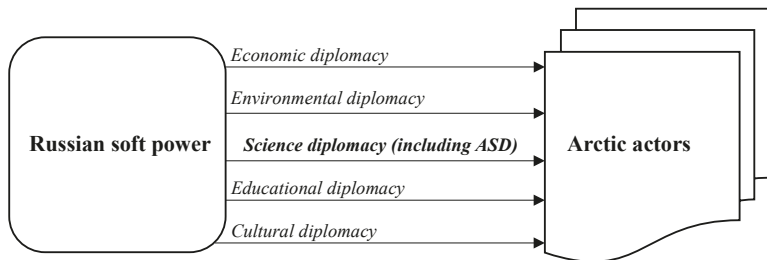 Economic diplomacy
Environmental diplomacy
Russian soft power
Science diplomacy (including ASD)
Arctic actors
Educational diplomacy
Cultural diplomacy